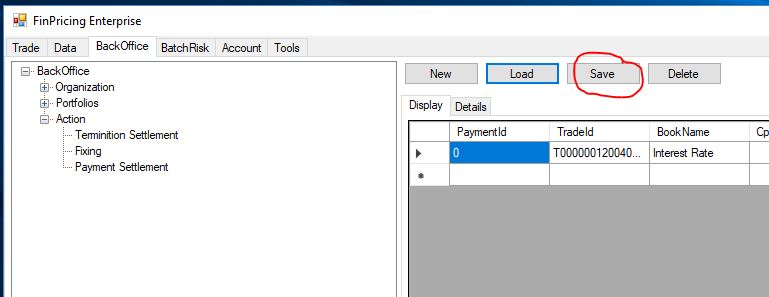 FinPricing Enterprise
Trade Data BackOffice BatchRisk Account Tools
BackOffice
Organization
Portfolios
Action
Terminition Settlement
Fixing
Payment Settlement
New Load Save Delete
Display Details
PaymentId TradeId BookName Cp
0 T000000120040... Interest Rate